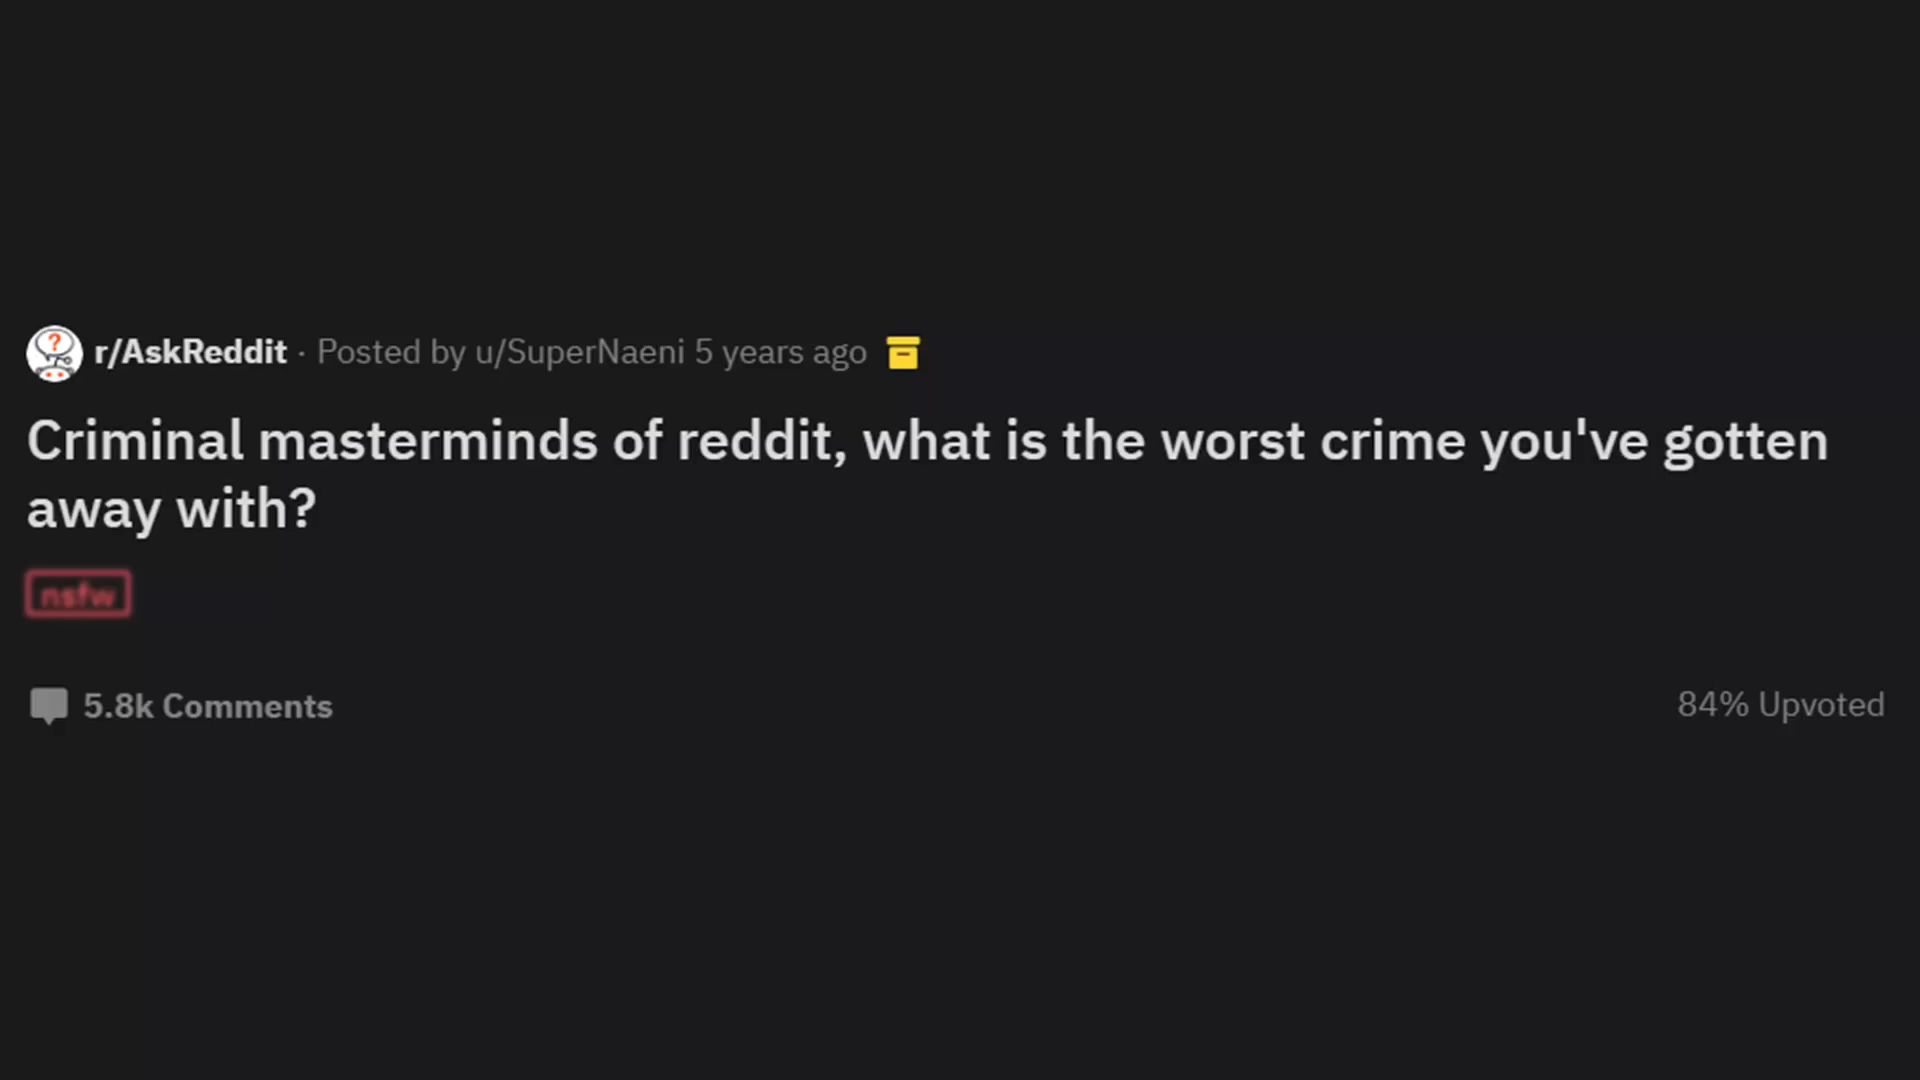 r/AskReddit · Posted by u/SuperNaeni 5 years ago
Criminal masterminds of reddit, what is the worst crime you've gotten
away with?
nsfw
5.8k Comments
84% Upvoted